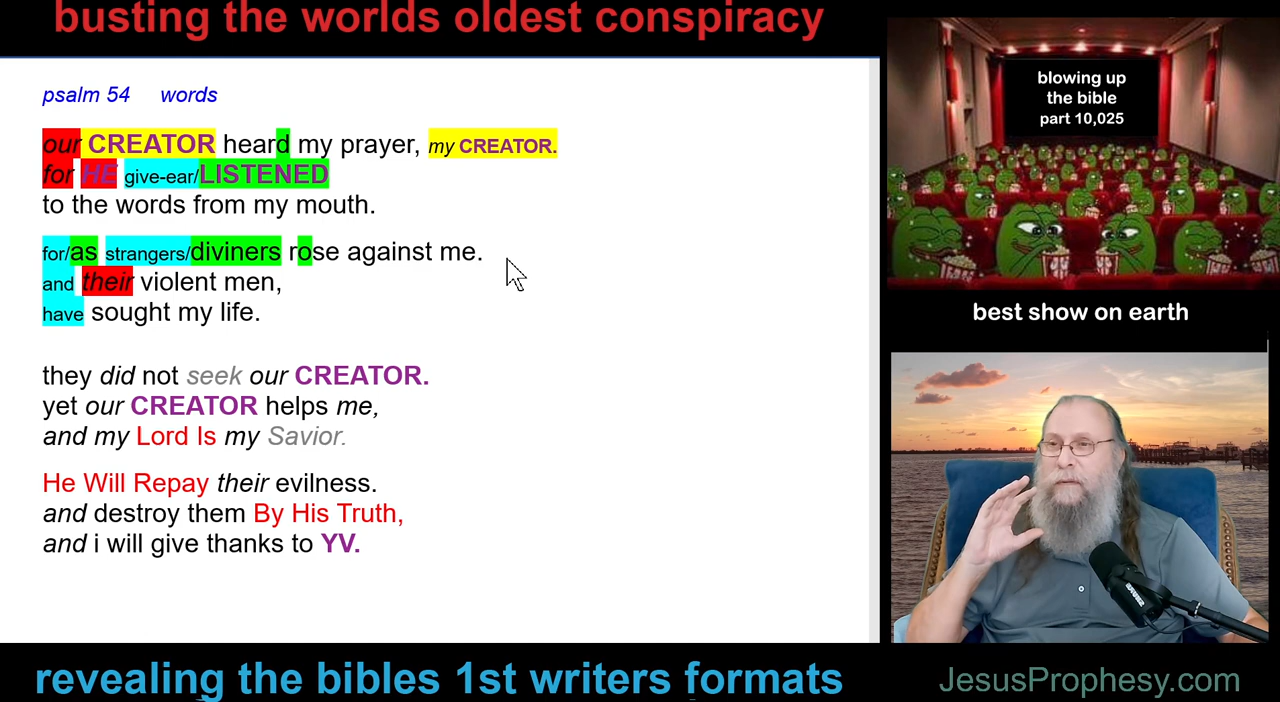 busting the worlds oldest conspiracy
psalm 54 words
our CREATOR heard my prayer, my CREATOR.
for HE give-ear/LISTENED
to the words from my mouth.
for/as strangers/diviners rose against me.
and their violent men,
have sought my life.
they did not seek our CREATOR.
yet our CREATOR helps me,
and my Lord Is my Savior.
He Will Repay their evilness.
and destroy them By His Truth,
and i will give thanks to YV.
revealing the bibles 1st writers formats
blowing up
the bible
part 10,025
best show on earth
JesusProphesy.com